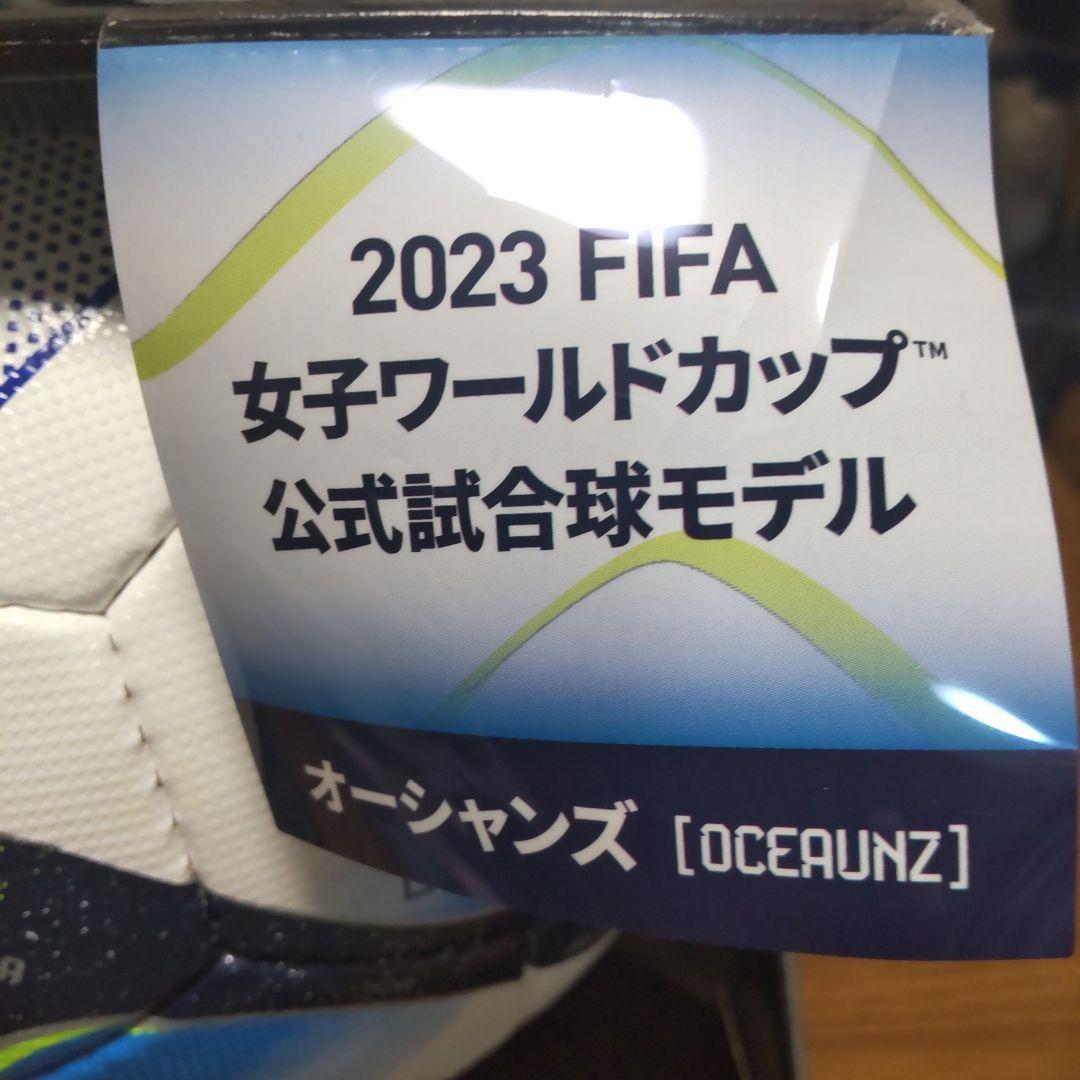 2023 FIFA
女子ワールドカップ™
公式試合球モデル
オーシャンズ [OCEAUNZ]